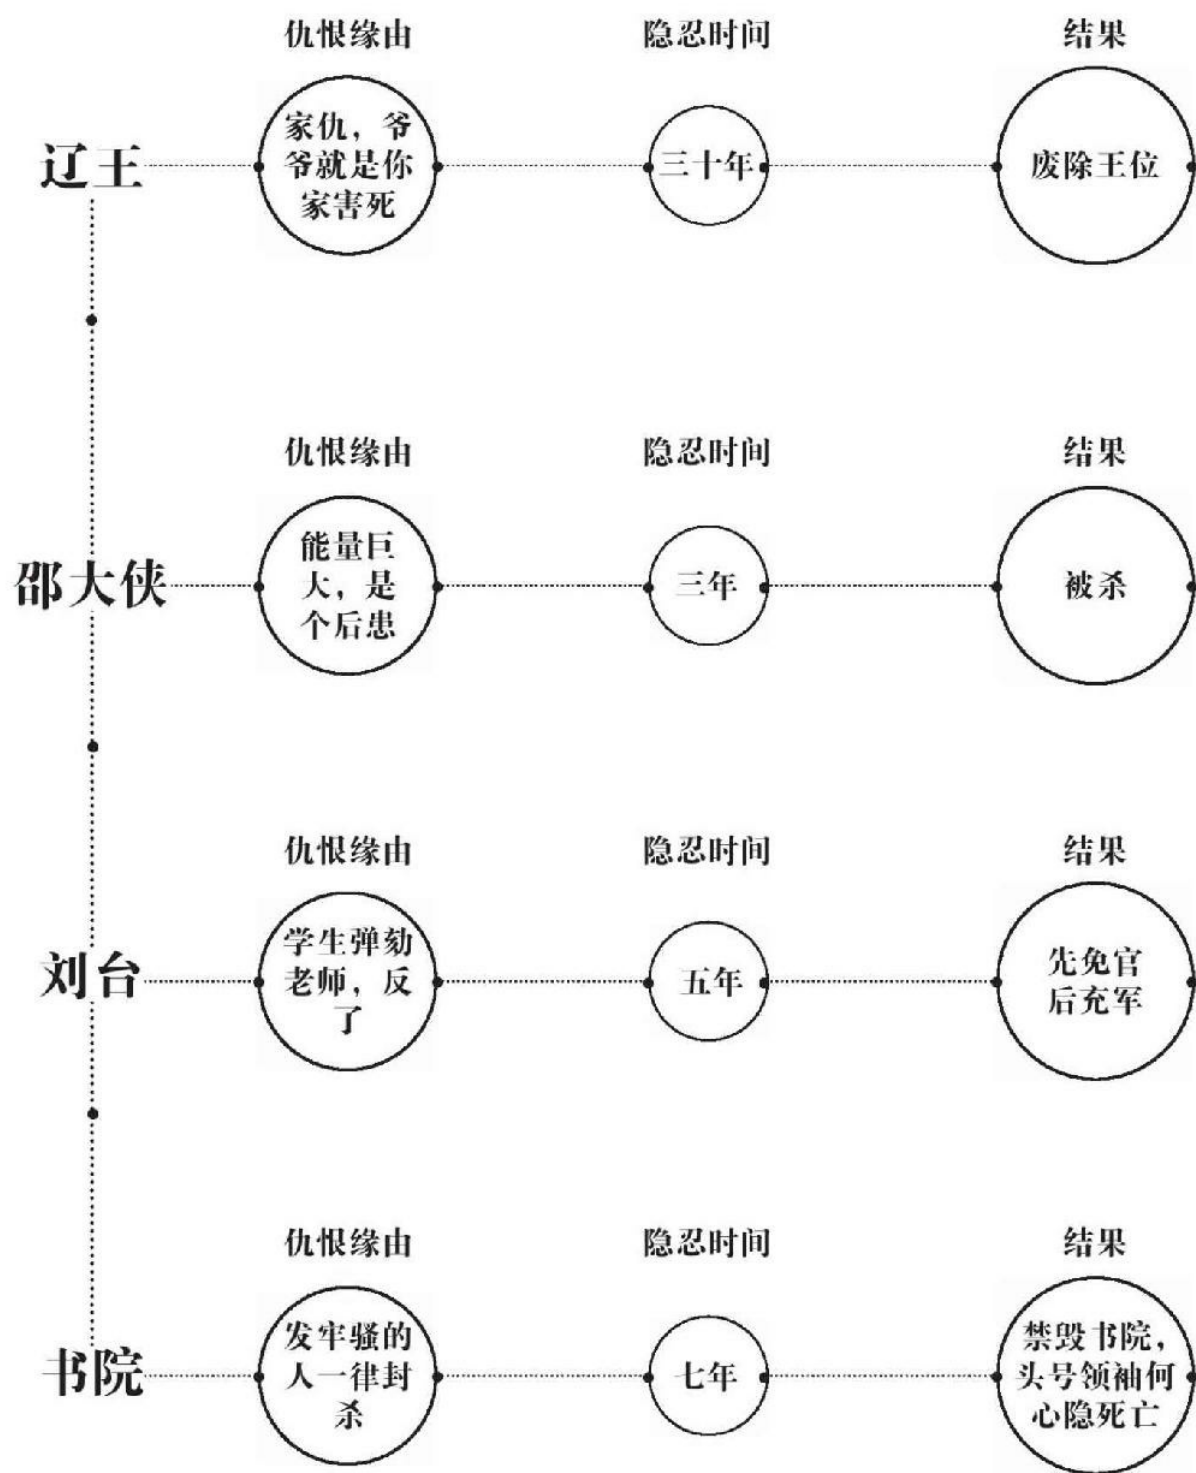 仇恨缘由 隐忍时间 结果
辽王
家仇，爷
爷就是你
家害死
三十年
废除王位
仇恨缘由 隐忍时间 结果
邵大侠
能量巨
大，是
个后患
三年
被杀
仇恨缘由 隐忍时间 结果
刘台
学生弹劾
老师，反
了
五年
先免官
后充军
仇恨缘由 隐忍时间 结果
书院
发牢骚的
人一律封
杀
七年
禁毁书院，
头号领袖何
心隐死亡